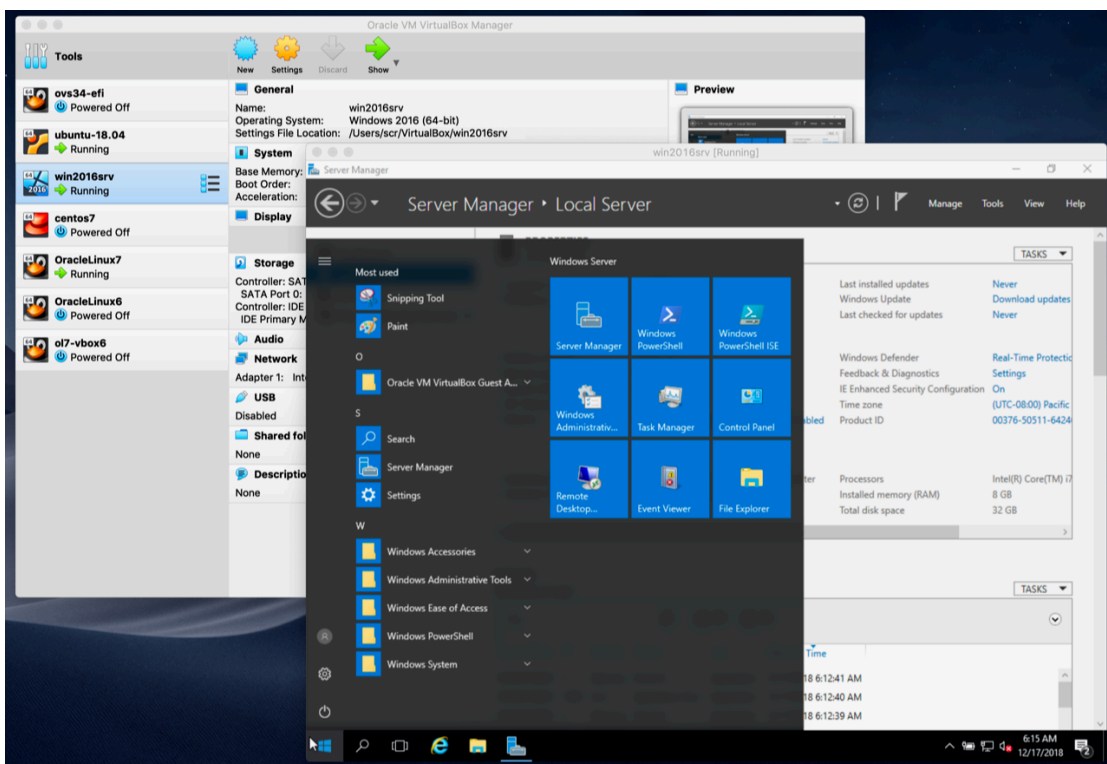 Oracle VM VirtualBox Manager
Tools
New Settings Discard Show
ovs34-efi
Powered Off
ubuntu-18.04
Running
win2016srv
Running
centos7
Powered Off
OracleLinux7
Running
OracleLinux6
Powered Off
ol7-vbox6
Powered Off
General
Name: win2016srv
Operating System: Windows 2016 (64-bit)
Settings File Location: /Users/scr/VirtualBox/win2016srv
System
Base Memory:
Boot Order:
Acceleration:
Display
Storage
Controller: SAT
SATA Port 0:
Controller: IDE
IDE Primary M
Audio
Network
Adapter 1: Int
USB
Disabled
Shared fol
None
Descriptio
None
Preview
win2016srv [Running]
Server Manager
Server Manager • Local Server
Manage Tools View Help
Most used
Snipping Tool
Paint
O
Oracle VM VirtualBox Guest A...
S
Search
Server Manager
Settings
W
Windows Accessories
Windows Administrative Tools
Windows Ease of Access
Windows PowerShell
Windows System
Windows Server
Server Manager
Windows PowerShell
Windows PowerShell ISE
Windows Administrativ...
Task Manager
Control Panel
Remote Desktop...
Event Viewer
File Explorer
TASKS
Last installed updates Never
Windows Update Download updates
Last checked for updates Never
Windows Defender Real-Time Protectic
Feedback & Diagnostics Settings
IE Enhanced Security Configuration On
Time zone (UTC-08:00) Pacific
abled Product ID 00376-50511-6424
ter Processors Intel(R) Core(TM) i7
Installed memory (RAM) 8 GB
Total disk space 32 GB
TASKS
Time
18 6:12:41 AM
18 6:12:40 AM
18 6:12:39 AM
6:15 AM
12/17/2018
2